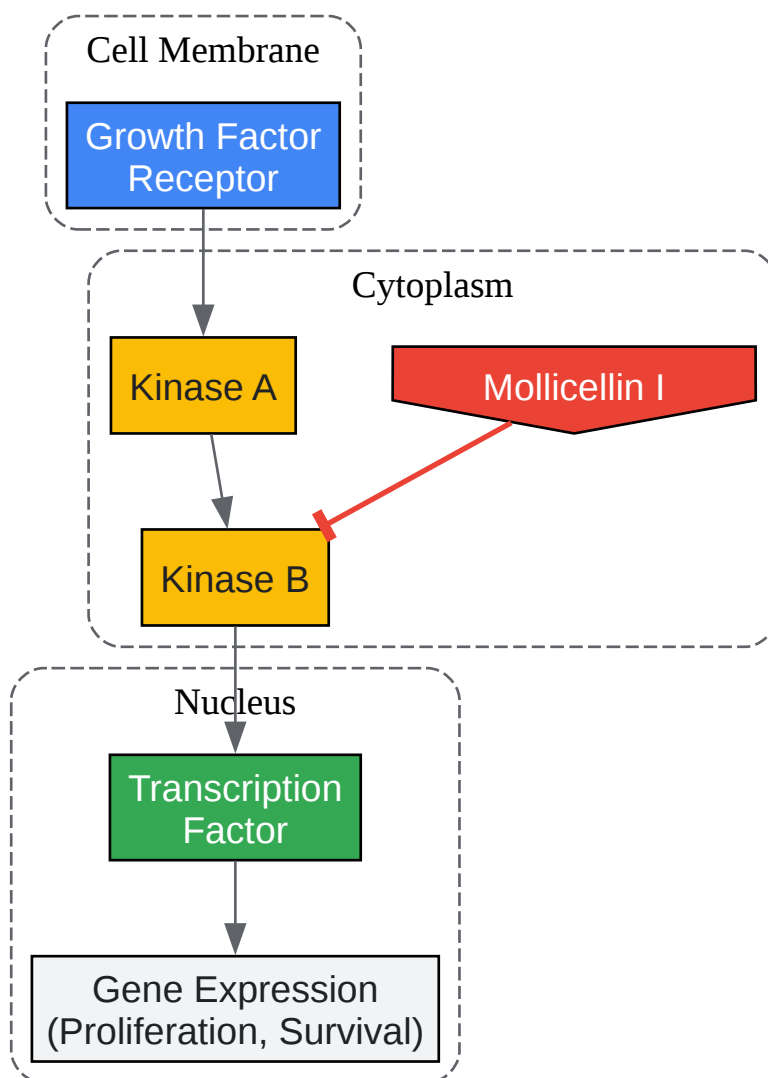 Cell Membrane
Growth Factor
Receptor
Cytoplasm
Kinase A
Mollicellin I
Kinase B
Nucleus
Transcription
Factor
Gene Expression
(Proliferation, Survival)